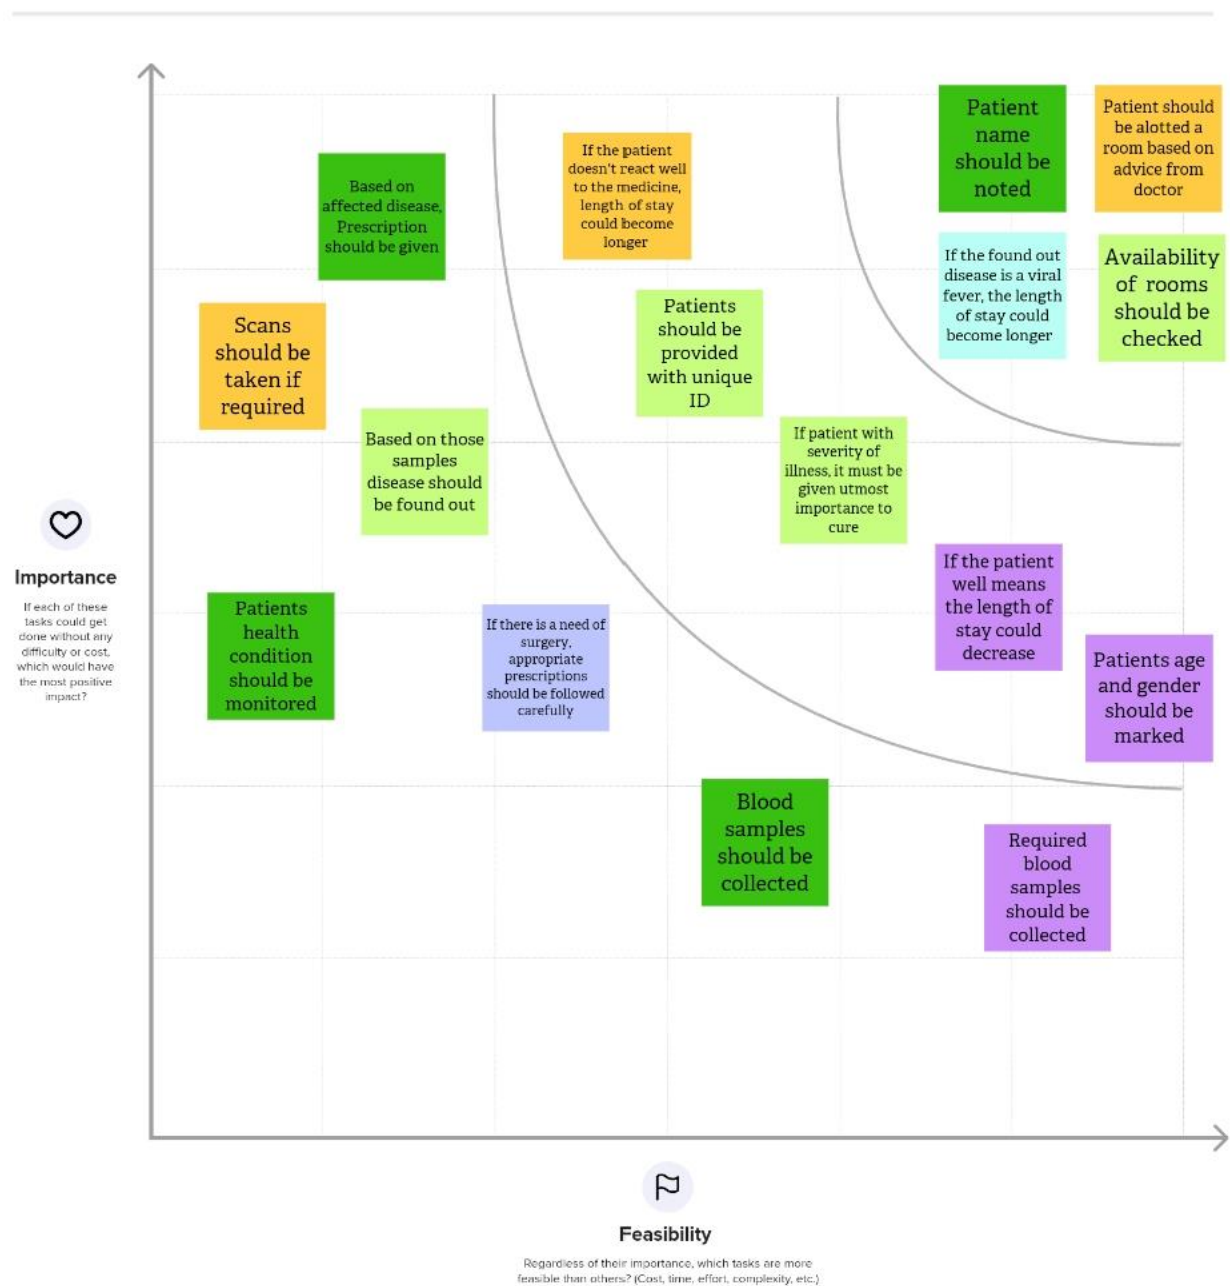 Patient
name
should be
noted
Patient should
be alotted a
room based on
advice from
doctor
If the patient
doesn't react well
to the medicine,
length of stay
could become
longer
Based on
affected disease,
Prescription
should be given
If the found out
disease is a viral
fever, the length
of stay could
become longer
Availability
of rooms
should be
checked
Patients
should be
provided
with unique
ID
Scans
should be
taken if
required
Based on those
samples
disease should
be found out
If patient with
severity of
illness, it must be
given utmost
importance to
cure
Importance
If each of these
tasks could get
done without any
difficulty or cost,
which would have
the most positive
impact?
If the patient
well means
the length of
stay could
decrease
Patients
health
condition
should be
monitored
If there is a need of
surgery,
appropriate
prescriptions
should be followed
carefully
Patients age
and gender
should be
marked
Blood
samples
should be
collected
Required
blood
samples
should be
collected
Feasibility
Regardless of their importance, which tasks are more
feasible than others? (Cost, time, effort, complexity, etc.)